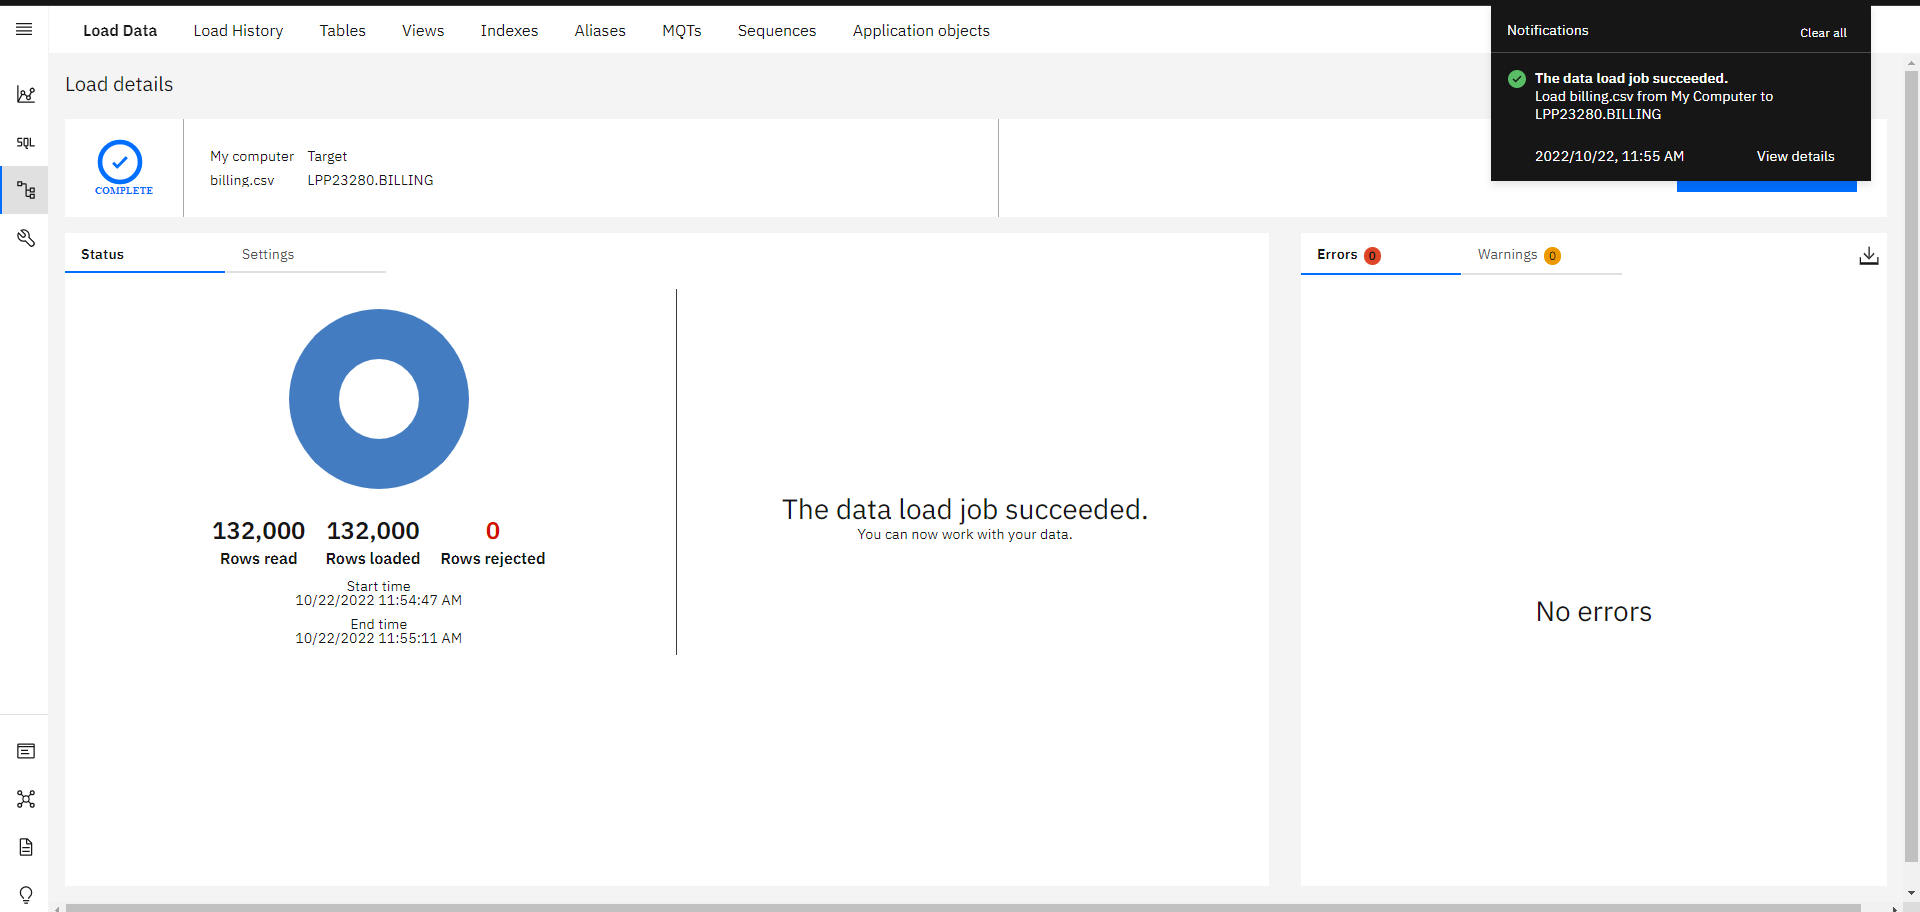 Load Data Load History Tables Views Indexes Aliases MQTs Sequences Application objects
Notifications Clear all
The data load job succeeded.
Load billing.csv from My Computer to
LPP23280.BILLING
2022/10/22, 11:55 AM View details
SQL
Load details
COMPLETE
My computer Target
billing.csv LPP23280.BILLING
Status Settings
132,000 132,000 0
Rows read Rows loaded Rows rejected
Start time
10/22/2022 11:54:47 AM
End time
10/22/2022 11:55:11 AM
The data load job succeeded.
You can now work with your data.
Errors 0 Warnings 0
No errors